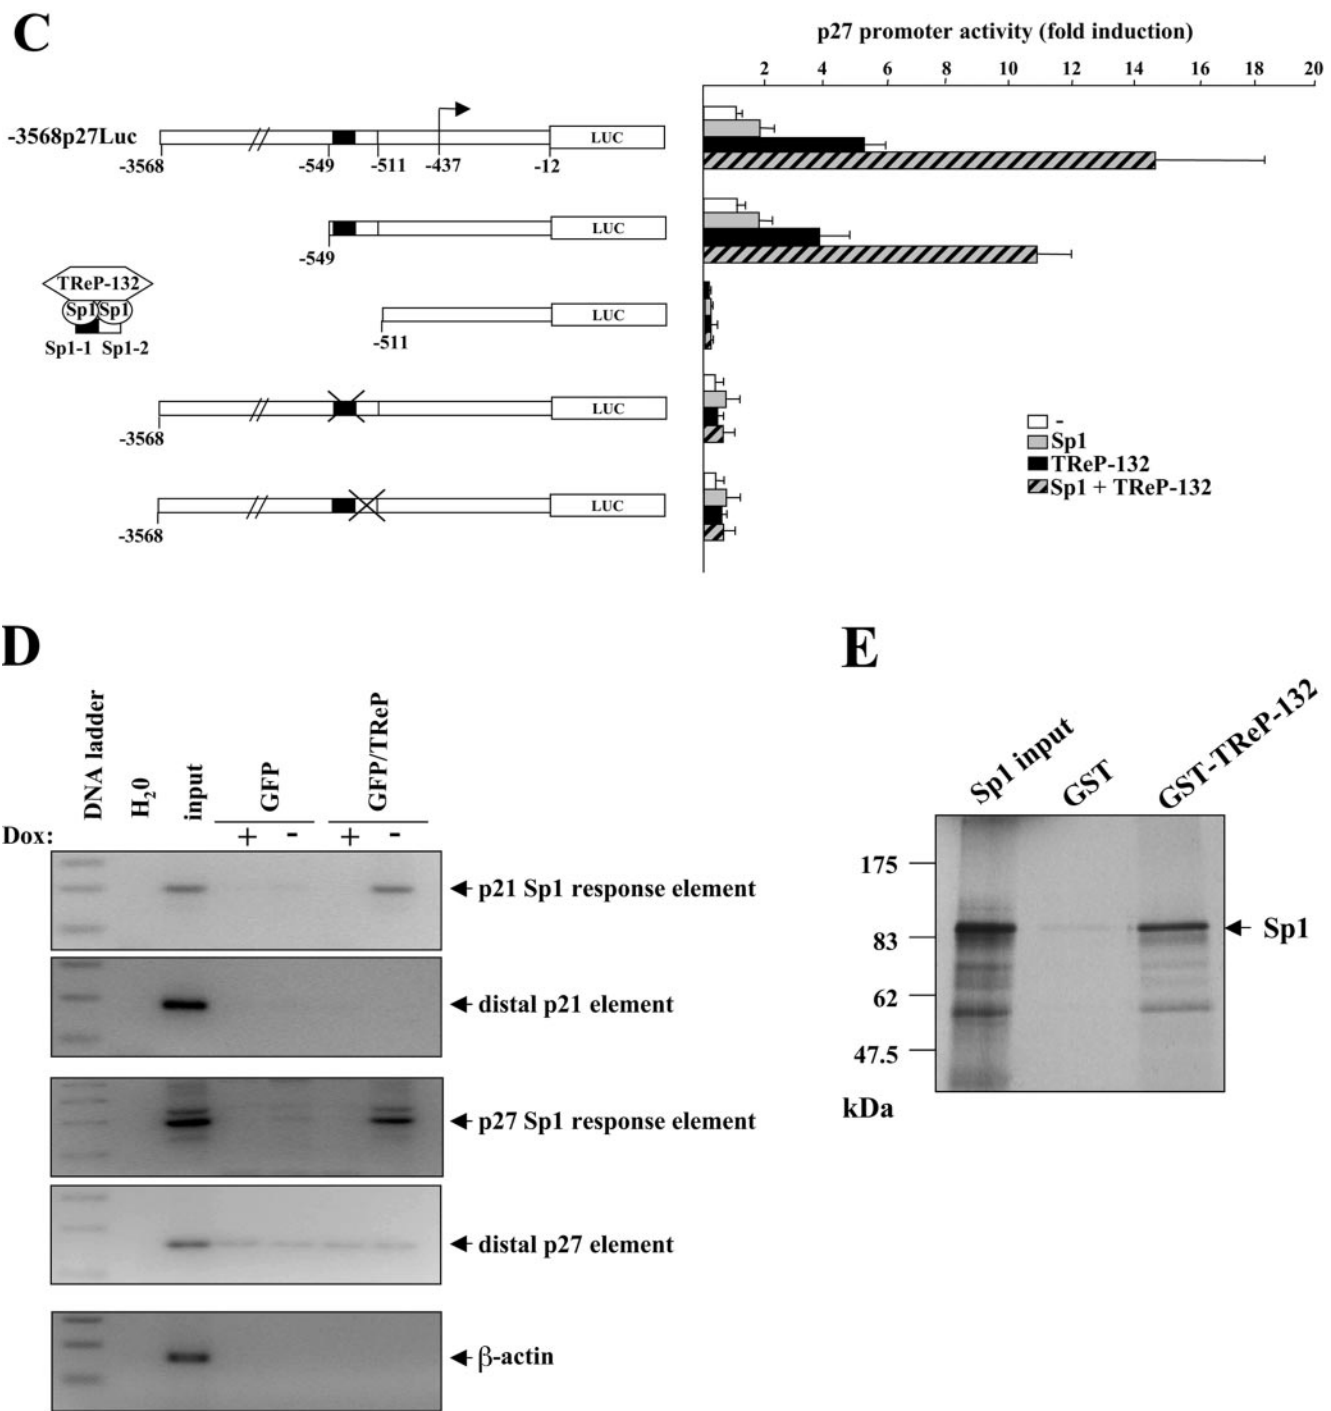 C
p27 promoter activity (fold induction)
2 4 6 8 10 12 14 16 18 20
-3568p27Luc
LUC
-3568 -549 -511 -437 -12
LUC
-549
TReP-132
Sp1 Sp1
Sp1-1 Sp1-2
LUC
-511
LUC
-3568
-
Sp1
TReP-132
Sp1 + TReP-132
LUC
-3568
D
DNA ladder
H20
input
GFP
GFP/TReP
Dox: + - + -
p21 Sp1 response element
distal p21 element
p27 Sp1 response element
distal p27 element
β-actin
E
Sp1 input
GST
GST-TReP-132
175
83
62
47.5
kDa
Sp1